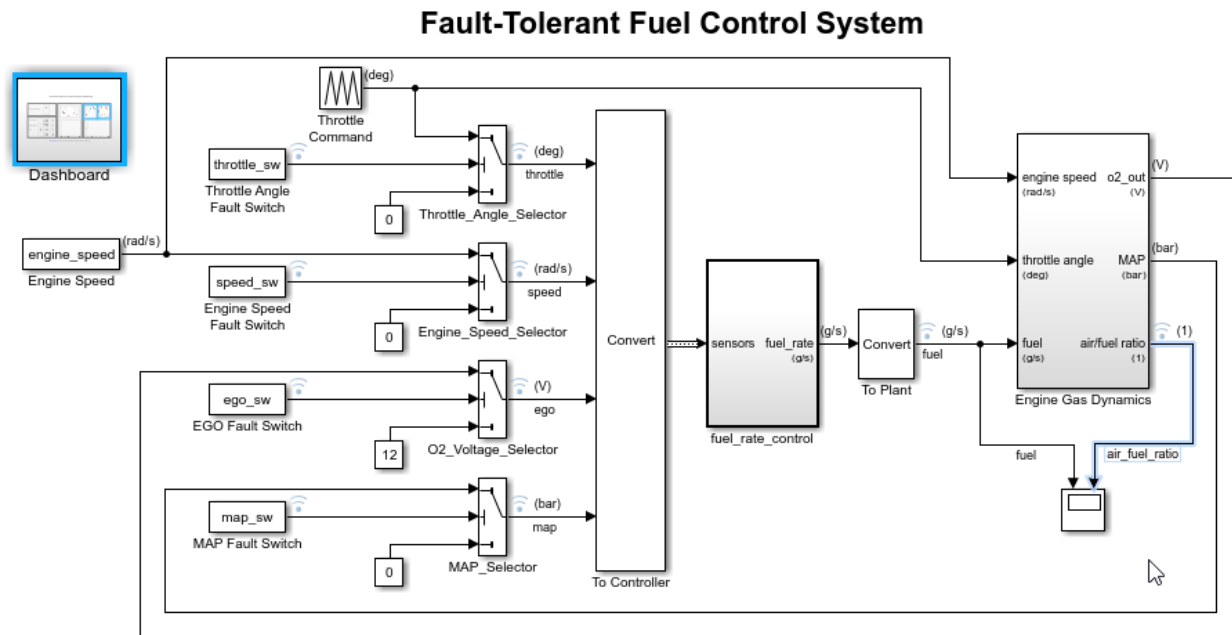 Fault-Tolerant Fuel Control System
Dashboard
(deg)
Throttle
Command
throttle_sw
Throttle Angle
Fault Switch
0
Throttle_Angle_Selector
(deg)
throttle
engine_speed
(rad/s)
Engine Speed
speed_sw
Engine Speed
Fault Switch
0
Engine_Speed_Selector
(rad/s)
speed
ego_sw
EGO Fault Switch
12
O2_Voltage_Selector
(V)
ego
map_sw
MAP Fault Switch
0
MAP_Selector
(bar)
map
Convert
To Controller
sensors
fuel_rate
(g/s)
fuel_rate_control
(g/s)
Convert
To Plant
(g/s)
fuel
engine speed
(rad/s)
o2_out
(V)
(V)
throttle angle
(deg)
MAP
(bar)
(bar)
fuel
(g/s)
air/fuel ratio
(1)
(1)
Engine Gas Dynamics
fuel
air_fuel_ratio